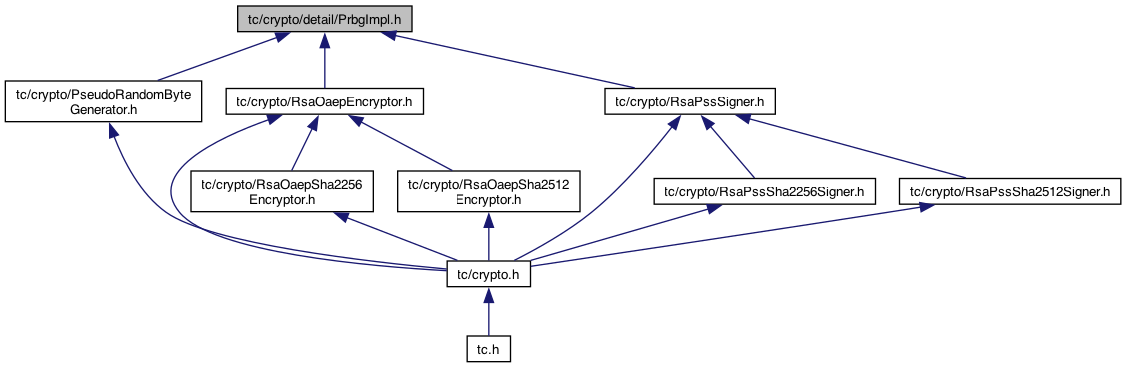 tc/crypto/detail/PrbgImpl.h
tc/crypto/PseudoRandomByte
Generator.h
tc/crypto/RsaOaepEncryptor.h
tc/crypto/RsaPssSigner.h
tc/crypto/RsaOaepSha2256
Encryptor.h
tc/crypto/RsaOaepSha2512
Encryptor.h
tc/crypto/RsaPssSha2256Signer.h
tc/crypto/RsaPssSha2512Signer.h
tc/crypto.h
tc.h